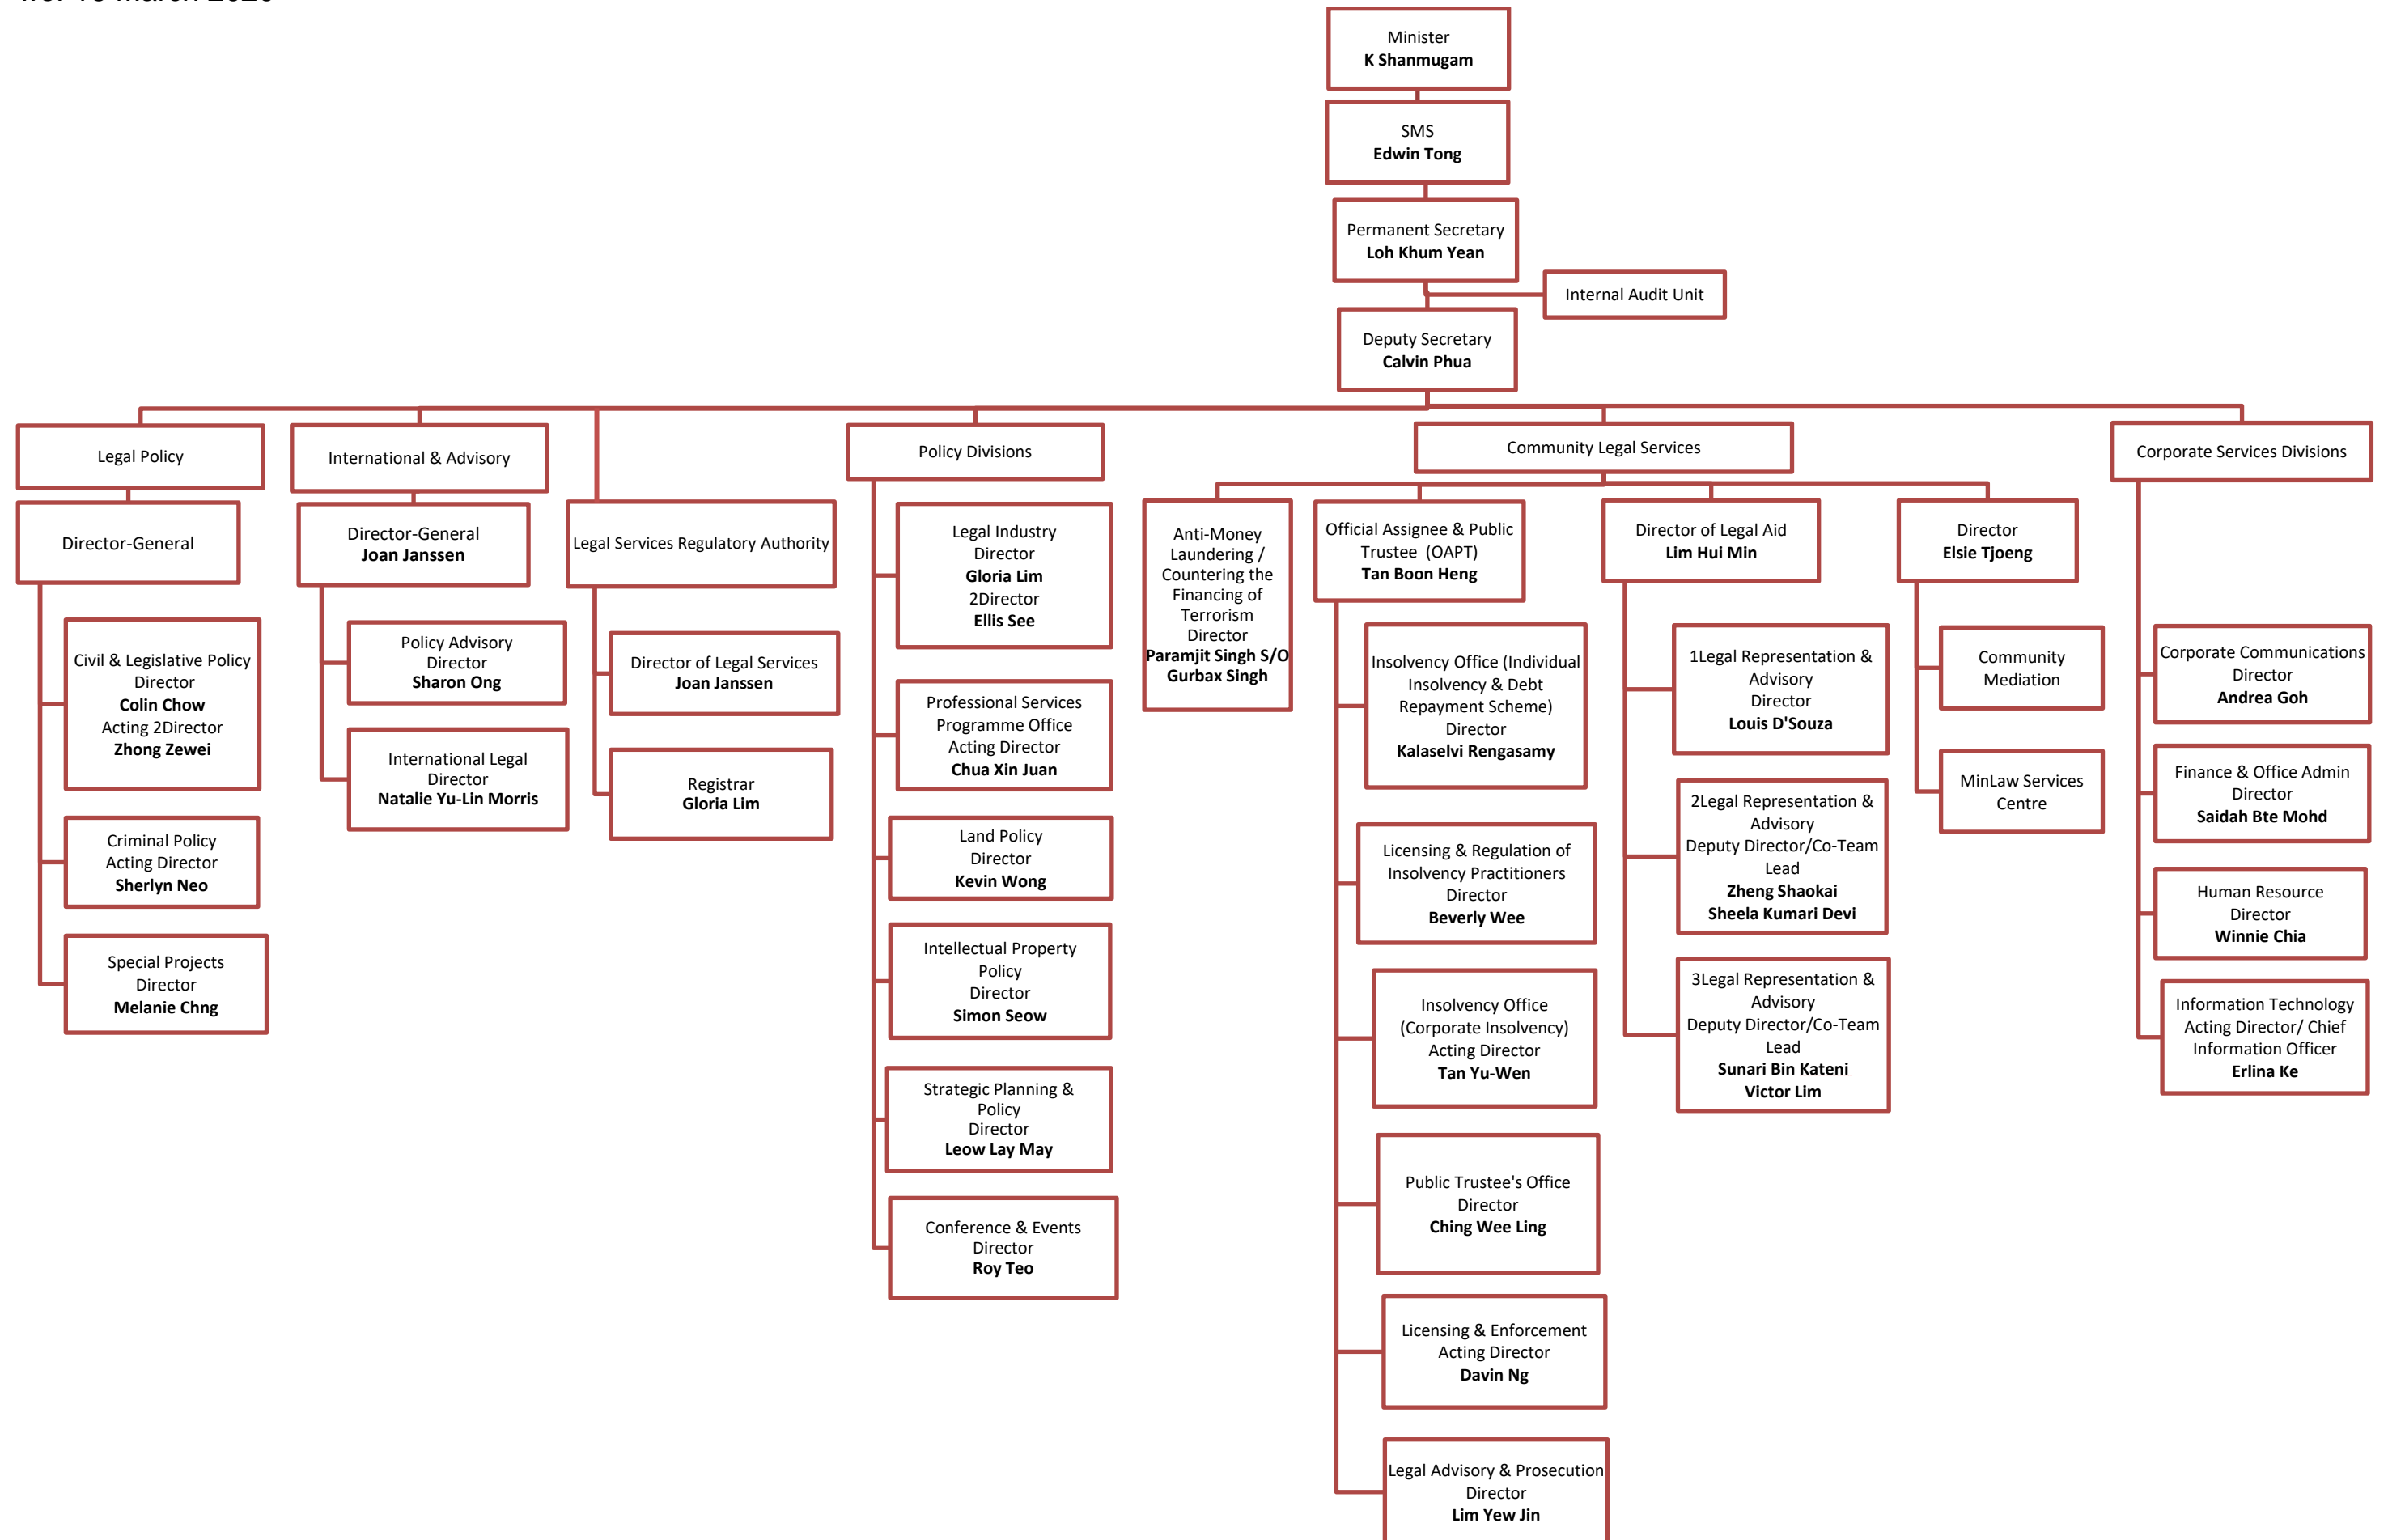 Minister
K Shanmugam
SMS
Edwin Tong
Permanent Secretary
Loh Khum Yean
Internal Audit Unit
Deputy Secretary
Calvin Phua
Legal Policy
Director-General
Civil & Legislative Policy
Director
Colin Chow
Acting 2Director
Zhong Zewei
Criminal Policy
Acting Director
Sherlyn Neo
Special Projects
Director
Melanie Chng
International & Advisory
Director-General
Joan Janssen
Policy Advisory
Director
Sharon Ong
International Legal
Director
Natalie Yu-Lin Morris
Legal Services Regulatory Authority
Director of Legal Services
Joan Janssen
Registrar
Gloria Lim
Policy Divisions
Legal Industry
Director
Gloria Lim
2Director
Ellis See
Professional Services
Programme Office
Acting Director
Chua Xin Juan
Land Policy
Director
Kevin Wong
Intellectual Property
Policy
Director
Simon Seow
Strategic Planning &
Policy
Director
Leow Lay May
Conference & Events
Director
Roy Teo
Community Legal Services
Anti-Money
Laundering /
Countering the
Financing of
Terrorism
Director
Paramjit Singh S/O
Gurbax Singh
Official Assignee & Public
Trustee (OAPT)
Tan Boon Heng
Insolvency Office (Individual
Insolvency & Debt
Repayment Scheme)
Director
Kalaselvi Rengasamy
Licensing & Regulation of
Insolvency Practitioners
Director
Beverly Wee
Insolvency Office
(Corporate Insolvency)
Acting Director
Tan Yu-Wen
Public Trustee's Office
Director
Ching Wee Ling
Licensing & Enforcement
Acting Director
Davin Ng
Legal Advisory & Prosecution
Director
Lim Yew Jin
Director of Legal Aid
Lim Hui Min
1Legal Representation &
Advisory
Director
Louis D'Souza
2Legal Representation &
Advisory
Deputy Director/Co-Team
Lead
Zheng Shaokai
Sheela Kumari Devi
3Legal Representation &
Advisory
Deputy Director/Co-Team
Lead
Sunari Bin Kateni
Victor Lim
Director
Elsie Tjoeng
Community
Mediation
MinLaw Services
Centre
Corporate Services Divisions
Corporate Communications
Director
Andrea Goh
Finance & Office Admin
Director
Saidah Bte Mohd
Human Resource
Director
Winnie Chia
Information Technology
Acting Director/ Chief
Information Officer
Erlina Ke